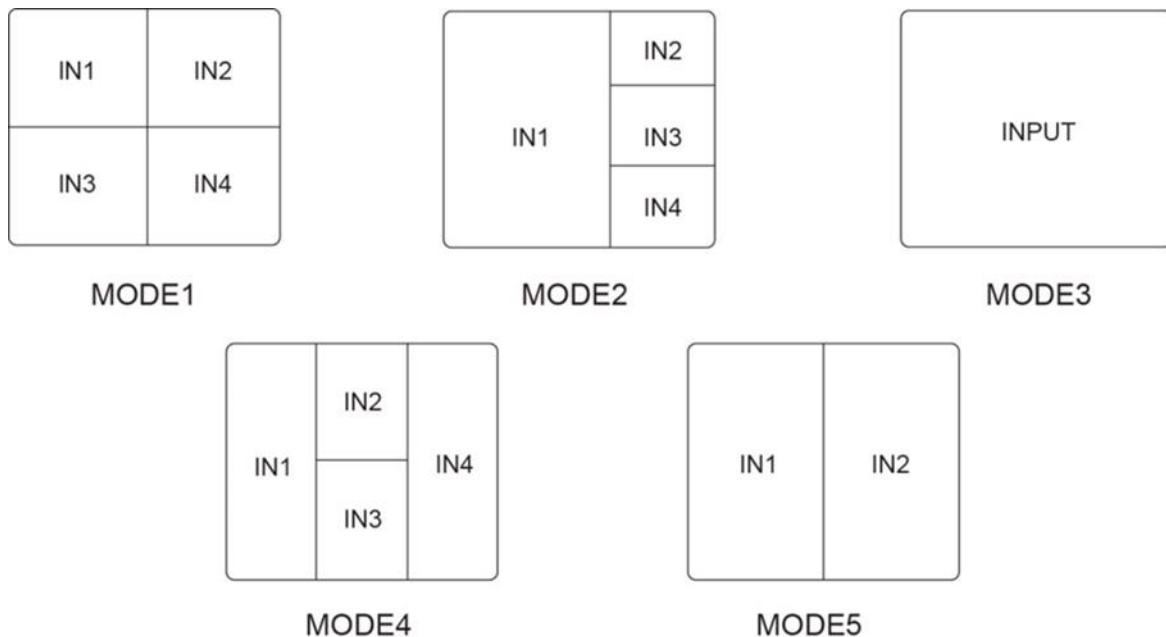 IN1 IN2
IN3 IN4
MODE1
IN1
IN2
IN3
IN4
MODE2
INPUT
MODE3
IN1
IN2
IN3
IN4
MODE4
IN1 IN2
MODE5